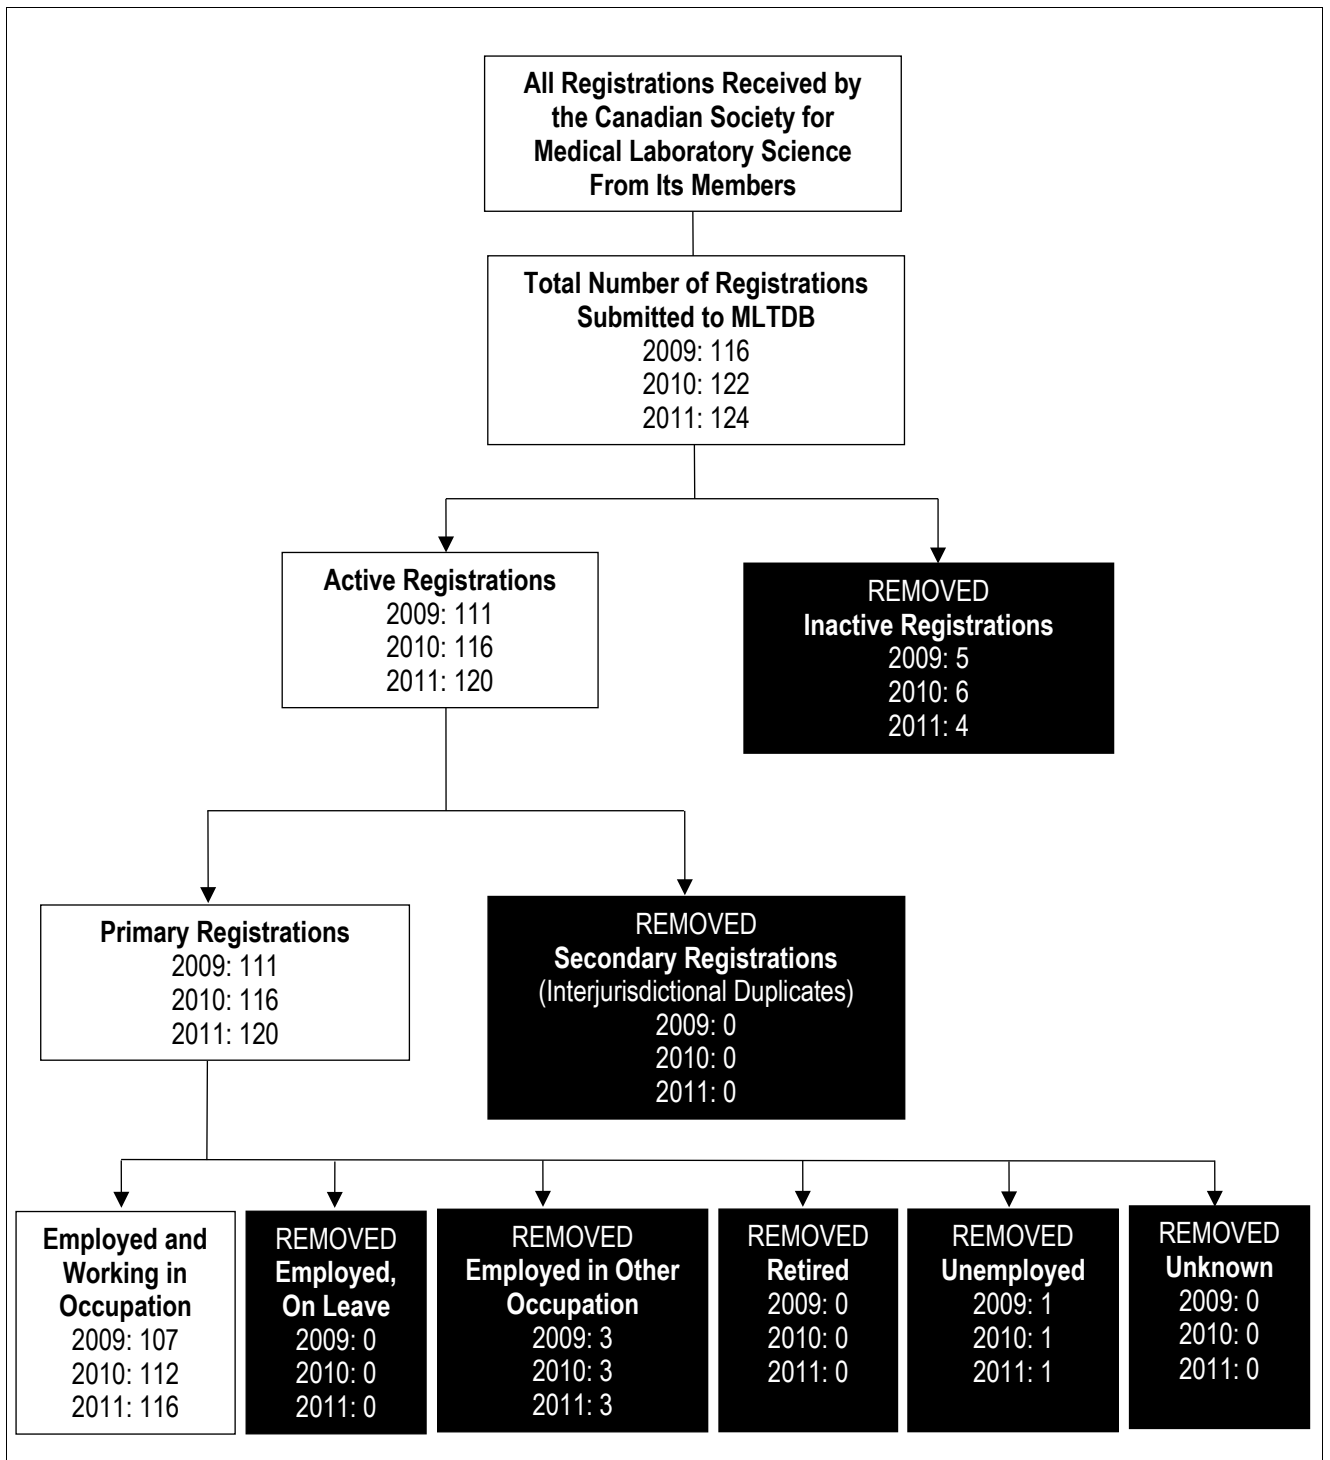 All Registrations Received by
the Canadian Society for
Medical Laboratory Science
From Its Members
Total Number of Registrations
Submitted to MLTDB
2009: 116
2010: 122
2011: 124
Active Registrations
2009: 111
2010: 116
2011: 120
REMOVED
Inactive Registrations
2009: 5
2010: 6
2011: 4
Primary Registrations
2009: 111
2010: 116
2011: 120
REMOVED
Secondary Registrations
(Interjurisdictional Duplicates)
2009: 0
2010: 0
2011: 0
Employed and
Working in
Occupation
2009: 107
2010: 112
2011: 116
REMOVED
Employed,
On Leave
2009: 0
2010: 0
2011: 0
REMOVED
Employed in Other
Occupation
2009: 3
2010: 3
2011: 3
REMOVED
Retired
2009: 0
2010: 0
2011: 0
REMOVED
Unemployed
2009: 1
2010: 1
2011: 1
REMOVED
Unknown
2009: 0
2010: 0
2011: 0